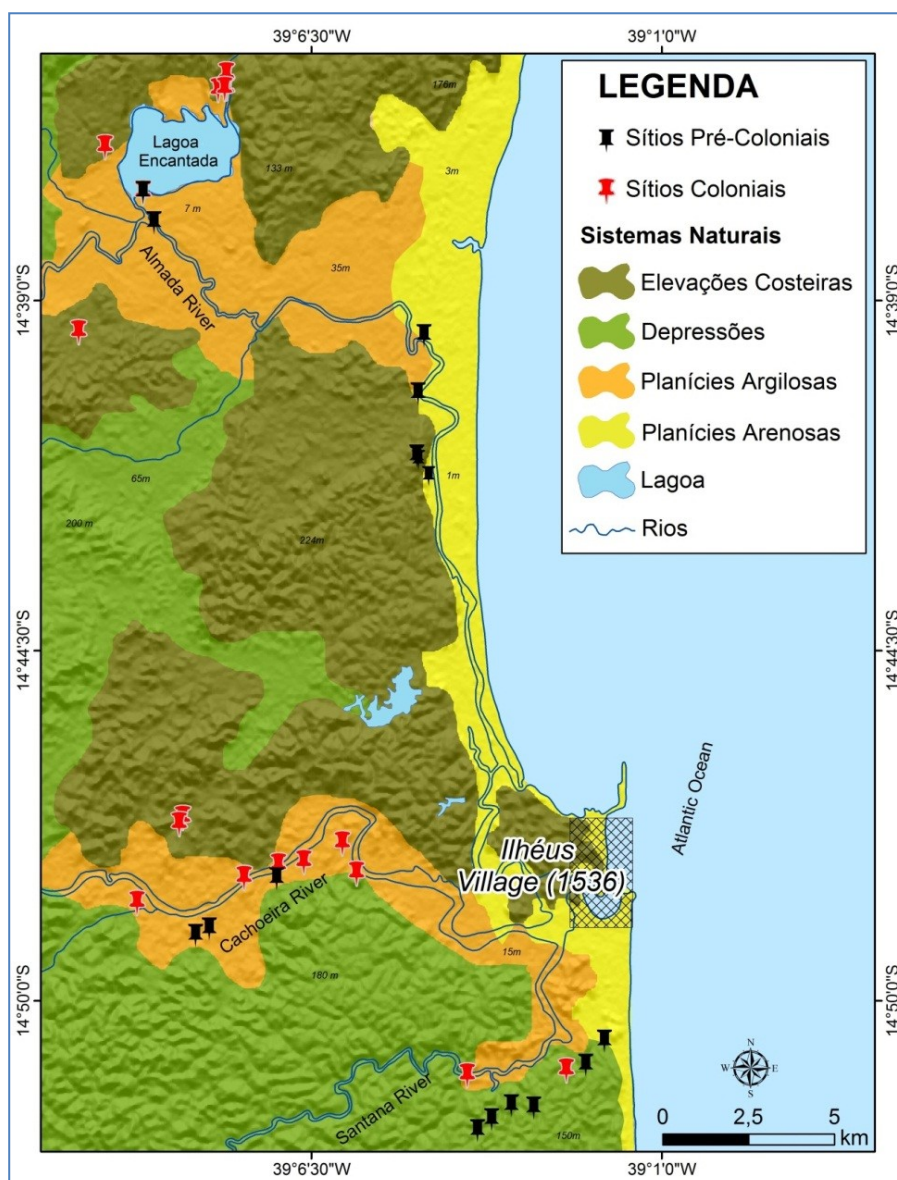 39°6'30"W
39°1'0"W
LEGENDA
Sítios Pré-Coloniais
Sítios Coloniais
Sistemas Naturais
Elevações Costeiras
Depressões
Planícies Argilosas
Planícies Arenosas
Lagoa
Rios
178m
Lagoa
Encantada
133 m
3m
7 m
35m
Almada River
14°39'0"S
14°39'0"S
65m
1m
200 m
224m
14°44'30"S
14°44'30"S
Atlantic Ocean
Ilhéus
Village (1536)
Cachoeira River
15m
180 m
14°50'0"S
14°50'0"S
Santana River
150m
N
W
E
S
0 2,5 5
km
39°6'30"W
39°1'0"W